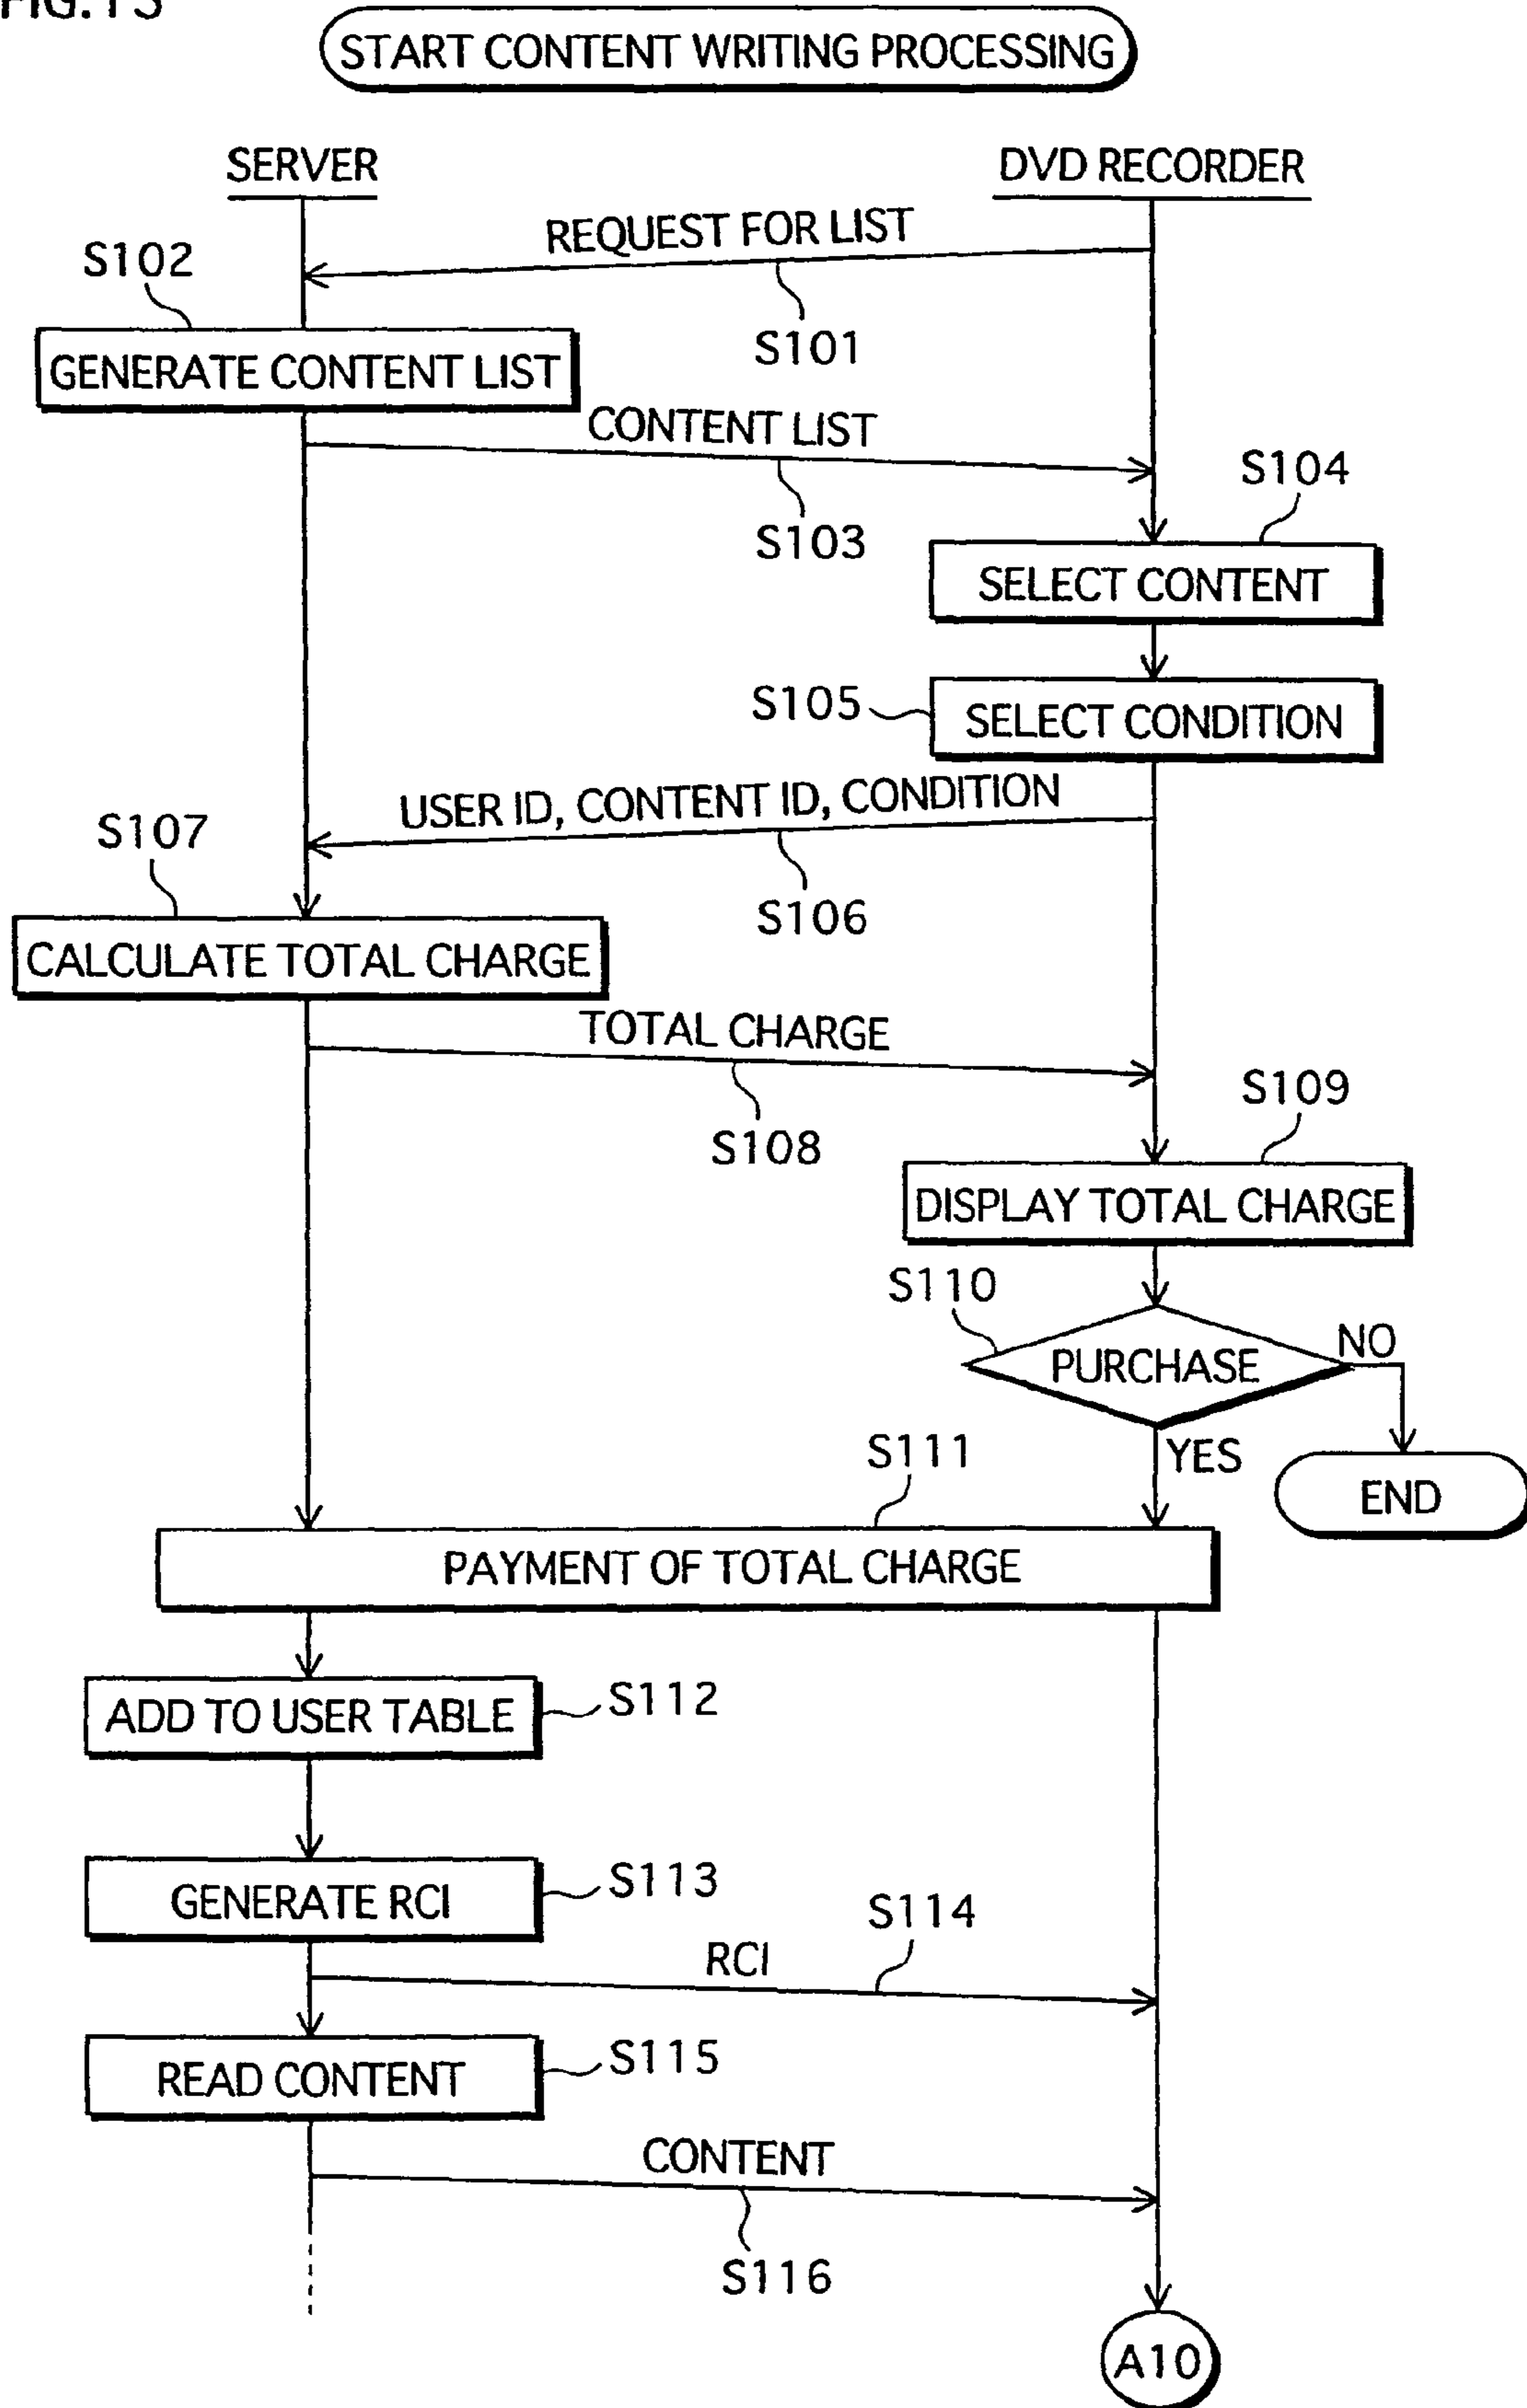 FIG.13
START CONTENT WRITING PROCESSING
SERVER
DVD RECORDER
REQUEST FOR LIST
S102
S101
GENERATE CONTENT LIST
CONTENT LIST
S104
S103
SELECT CONTENT
S105
SELECT CONDITION
USER ID, CONTENT ID, CONDITION
S107
S106
CALCULATE TOTAL CHARGE
TOTAL CHARGE
S109
S108
DISPLAY TOTAL CHARGE
S110
NO
PURCHASE
S111
YES
END
PAYMENT OF TOTAL CHARGE
ADD TO USER TABLE
S112
GENERATE RCI
S113
S114
RCI
READ CONTENT
S115
CONTENT
S116
A10